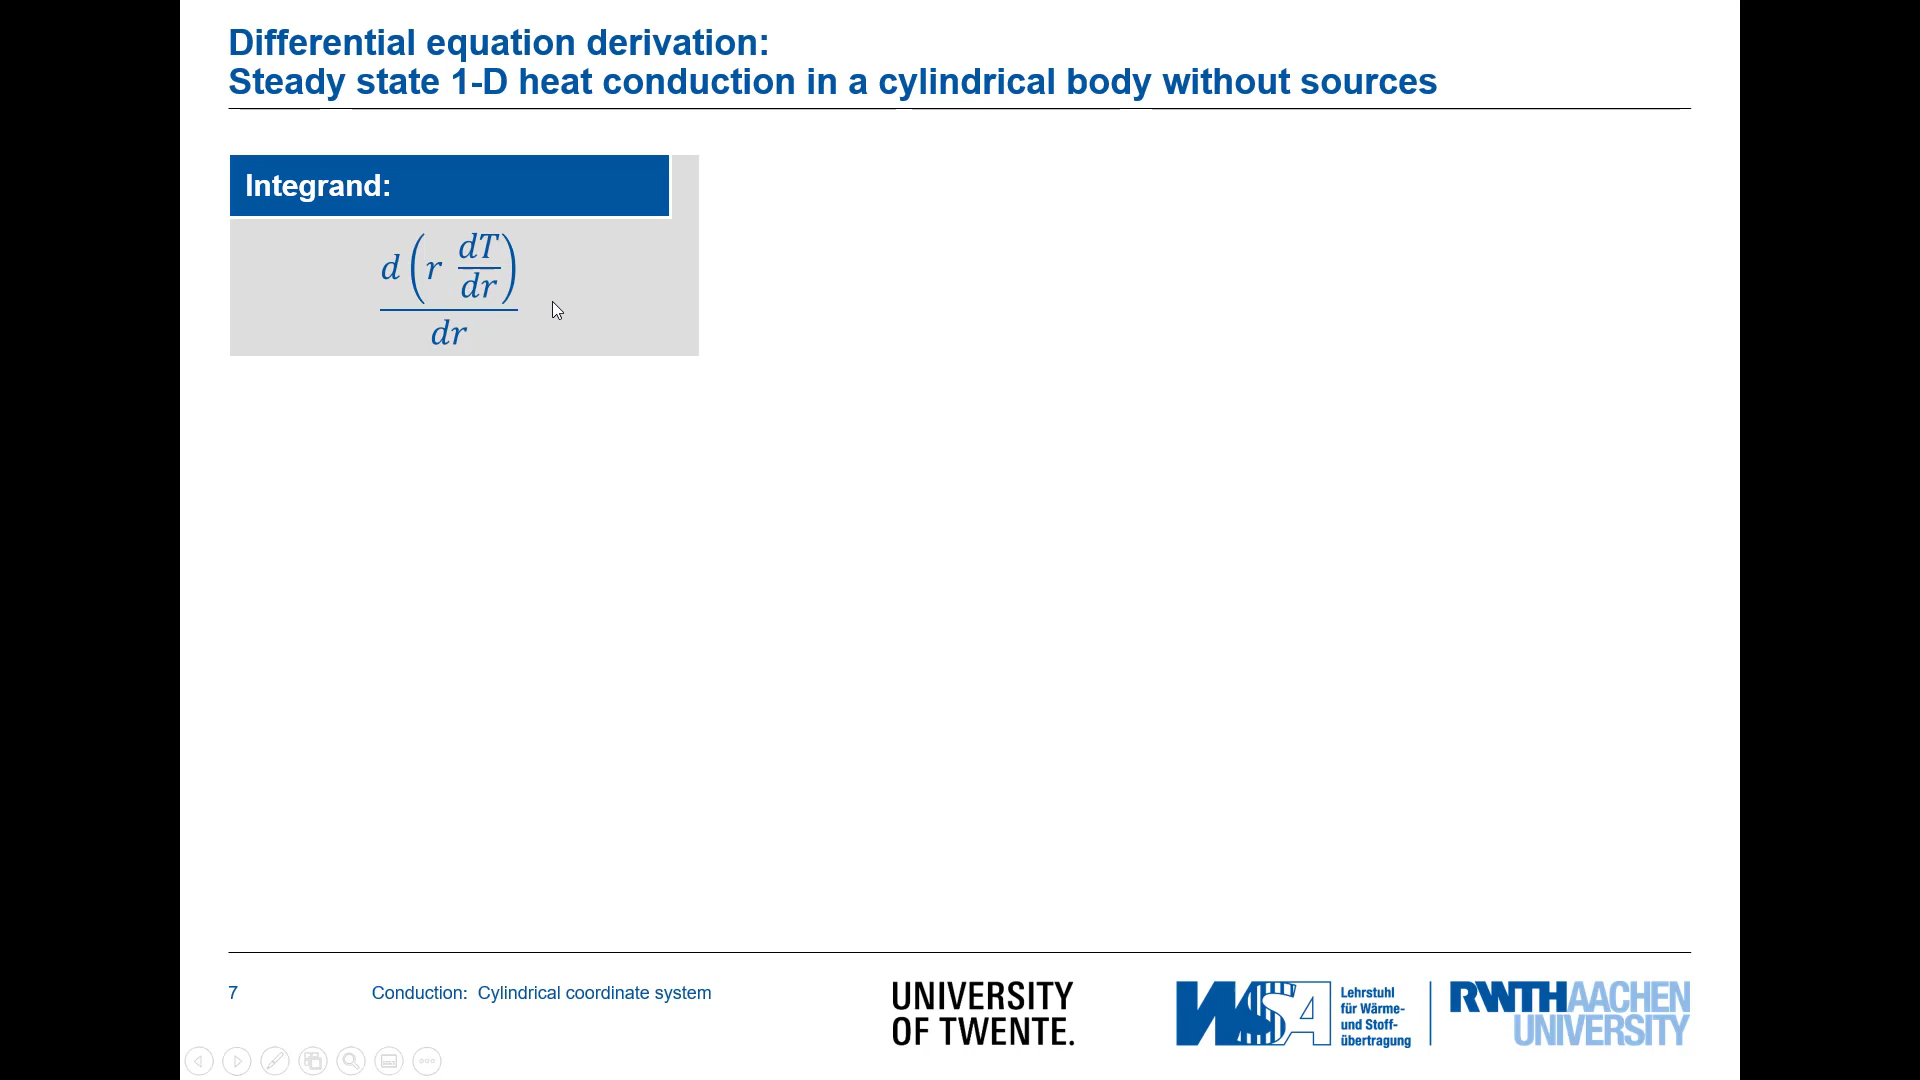 Differential equation derivation:
Steady state 1-D heat conduction in a cylindrical body without sources
Integrand:
d (r dT/dr)
dr
7
Conduction: Cylindrical coordinate system
UNIVERSITY
OF TWENTE.
WSA
Lehrstuhl
für Wärme-
und Stoff-
übertragung
RWTHAACHEN
UNIVERSITY